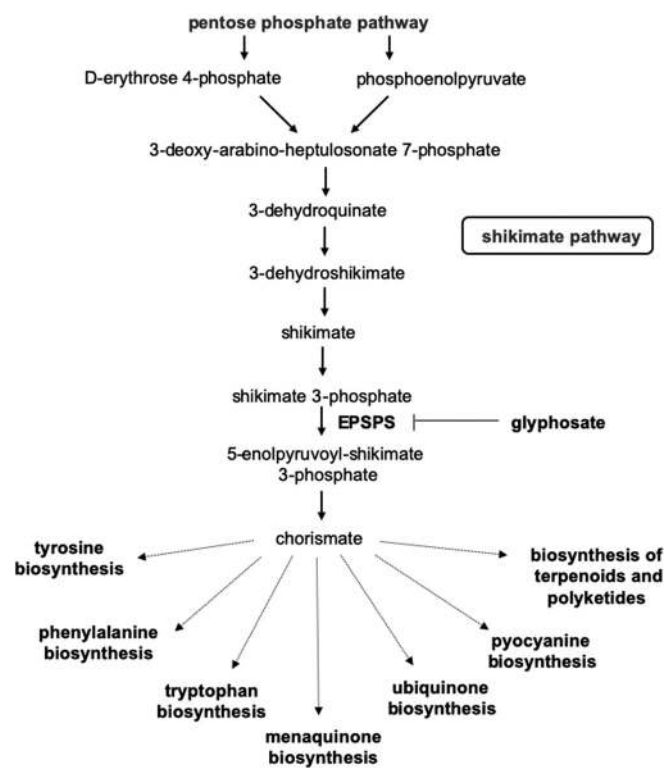 pentose phosphate pathway
D-erythrose 4-phosphate
phosphoenolpyruvate
3-deoxy-arabino-heptulosonate 7-phosphate
3-dehydroquinate
shikimate pathway
3-dehydroshikimate
shikimate
shikimate 3-phosphate
EPSPS
glyphosate
5-enolpyruvoyl-shikimate
3-phosphate
chorismate
tyrosine
biosynthesis
biosynthesis of
terpenoids and
polyketides
phenylalanine
biosynthesis
pyocyanine
biosynthesis
tryptophan
biosynthesis
ubiquinone
biosynthesis
menaquinone
biosynthesis